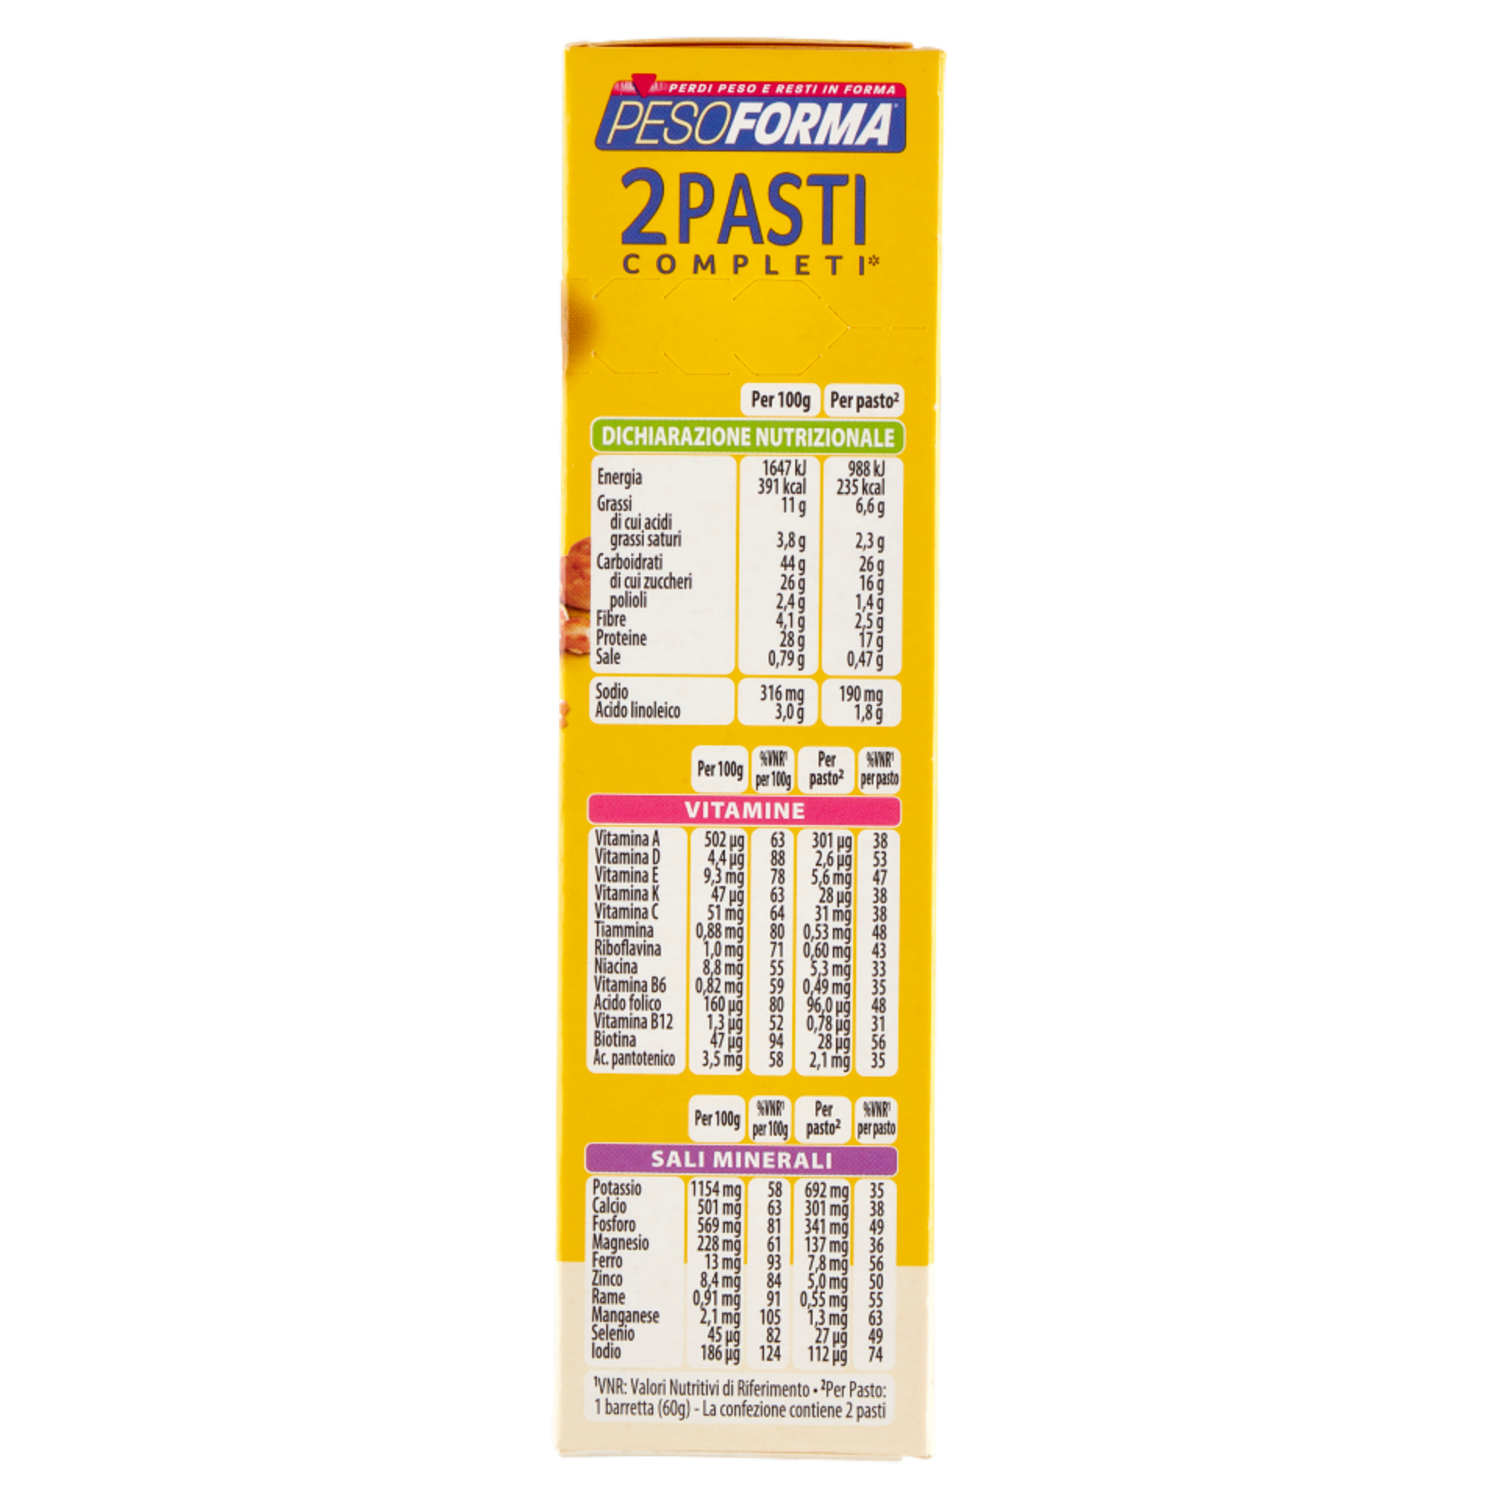 PERDI PESO E RESTI IN FORMA
PESOFORMA
2 PASTI
COMPLETI*
Per 100g Per pasto²
DICHIARAZIONE NUTRIZIONALE
Energia 1647 kJ 988 kJ
391 kcal 235 kcal
Grassi 11 g 6,6 g
di cui acidi
grassi saturi 3,8 g 2,3 g
Carboidrati 44 g 26 g
di cui zuccheri 26 g 16 g
polioli 2,4 g 1,4 g
Fibre 4,1 g 2,5 g
Proteine 28 g 17 g
Sale 0,79 g 0,47 g
Sodio 316 mg 190 mg
Acido linoleico 3,0 g 1,8 g
Per 100g %VNR¹ per 100g Per pasto² %VNR¹ per pasto
VITAMINE
Vitamina A 502 µg 63 301 µg 38
Vitamina D 4,4 µg 88 2,6 µg 53
Vitamina E 9,3 mg 78 5,6 mg 47
Vitamina K 47 µg 63 28 µg 38
Vitamina C 51 mg 64 31 mg 38
Tiammina 0,88 mg 80 0,53 mg 48
Riboflavina 1,0 mg 71 0,60 mg 43
Niacina 8,8 mg 55 5,3 mg 33
Vitamina B6 0,82 mg 59 0,49 mg 35
Acido folico 160 µg 80 96,0 µg 48
Vitamina B12 1,3 µg 52 0,78 µg 31
Biotina 47 µg 94 28 µg 56
Ac. pantotenico 3,5 mg 58 2,1 mg 35
Per 100g %VNR¹ per 100g Per pasto² %VNR¹ per pasto
SALI MINERALI
Potassio 1154 mg 58 692 mg 35
Calcio 501 mg 63 301 mg 38
Fosforo 569 mg 81 341 mg 49
Magnesio 228 mg 61 137 mg 36
Ferro 13 mg 93 7,8 mg 56
Zinco 8,4 mg 84 5,0 mg 50
Rame 0,91 mg 91 0,55 mg 55
Manganese 2,1 mg 105 1,3 mg 63
Selenio 45 µg 82 27 µg 49
Iodio 186 µg 124 112 µg 74
¹VNR: Valori Nutritivi di Riferimento • ²Per Pasto:
1 barretta (60g) - La confezione contiene 2 pasti